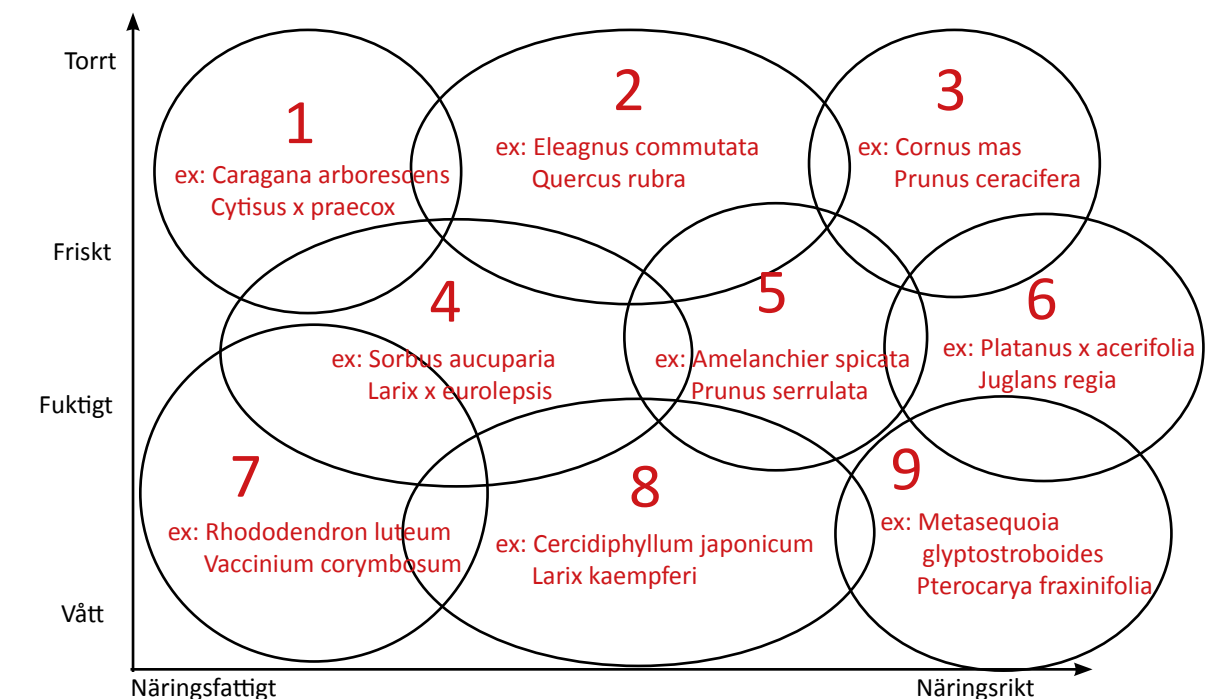 Torrt
1
ex: Caragana arborescens
Cytisus x praecox
2
ex: Eleagnus commutata
Quercus rubra
3
ex: Cornus mas
Prunus ceracifera
Friskt
4
ex: Sorbus aucuparia
Larix x eurolepsis
5
ex: Amelanchier spicata
Prunus serrulata
6
ex: Platanus x acerifolia
Juglans regia
Fuktigt
7
ex: Rhododendron luteum
Vaccinium corymbosum
8
ex: Cercidiphyllum japonicum
Larix kaempferi
9
ex: Metasequoia
glyptostroboides
Pterocarya fraxinifolia
Vått
Näringsfattigt
Näringsrikt